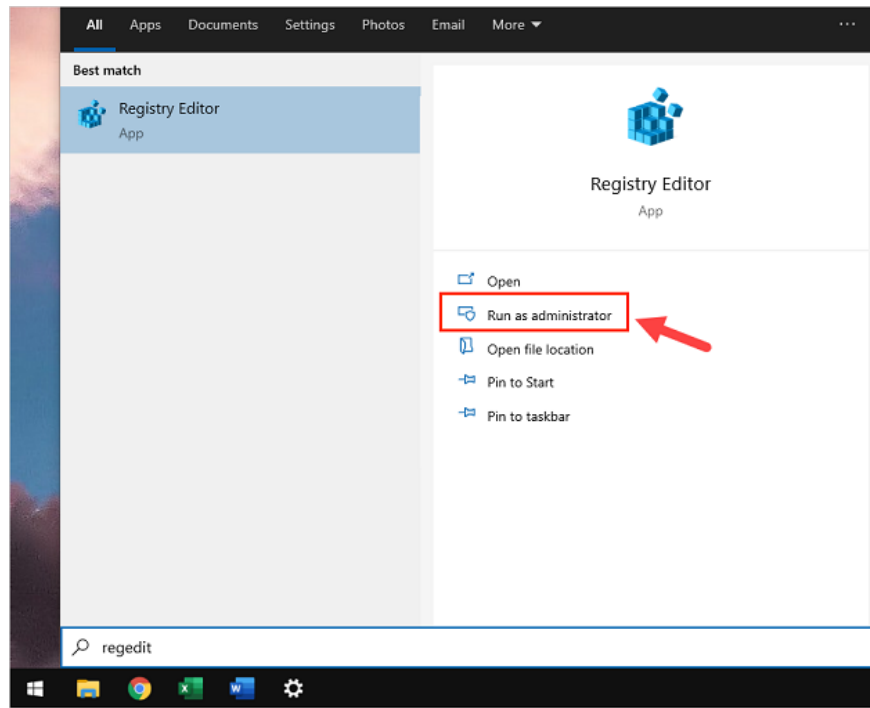 All Apps Documents Settings Photos Email More
Best match
Registry Editor
App
Registry Editor
App
Open
Run as administrator
Open file location
Pin to Start
Pin to taskbar
regedit